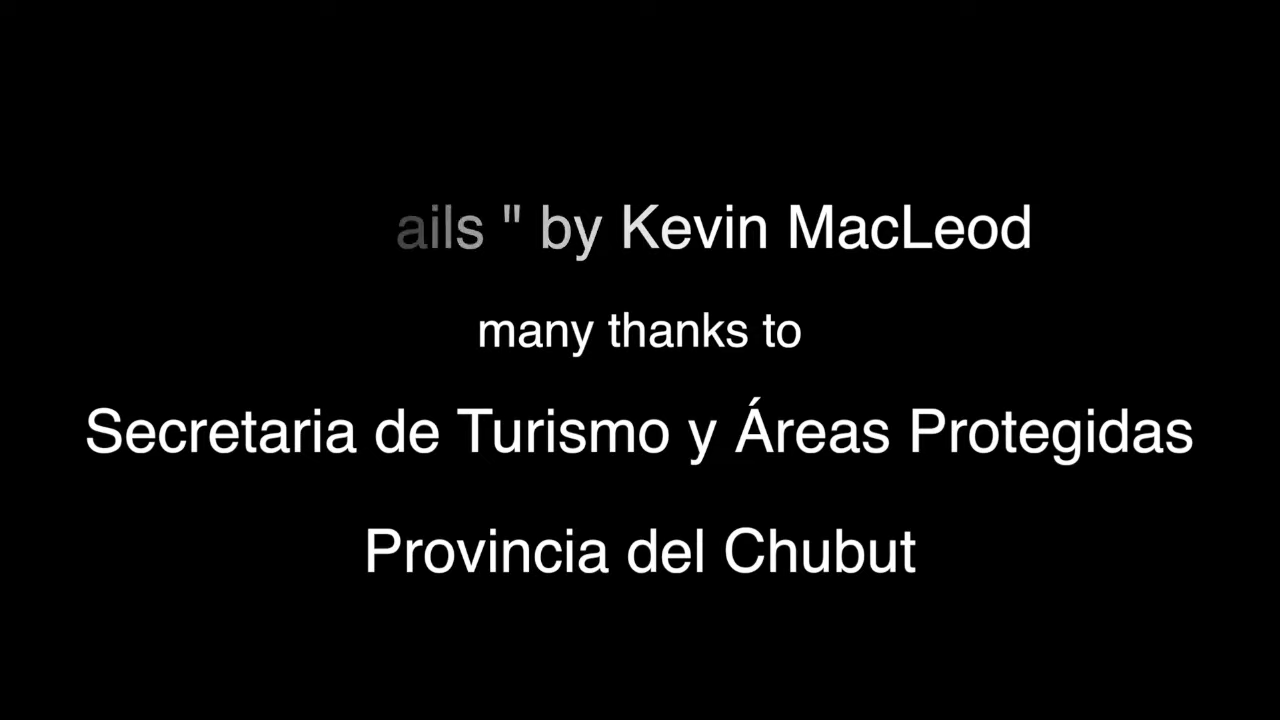 ails " by Kevin MacLeod
many thanks to
Secretaria de Turismo y Áreas Protegidas
Provincia del Chubut